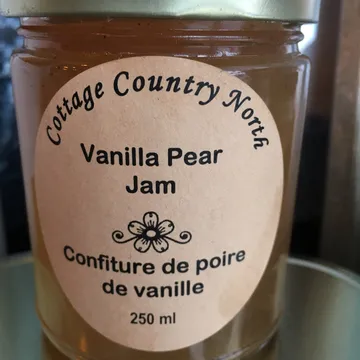 Cottage Country North
Vanilla Pear
Jam
Confiture de poire
de vanille
250 ml